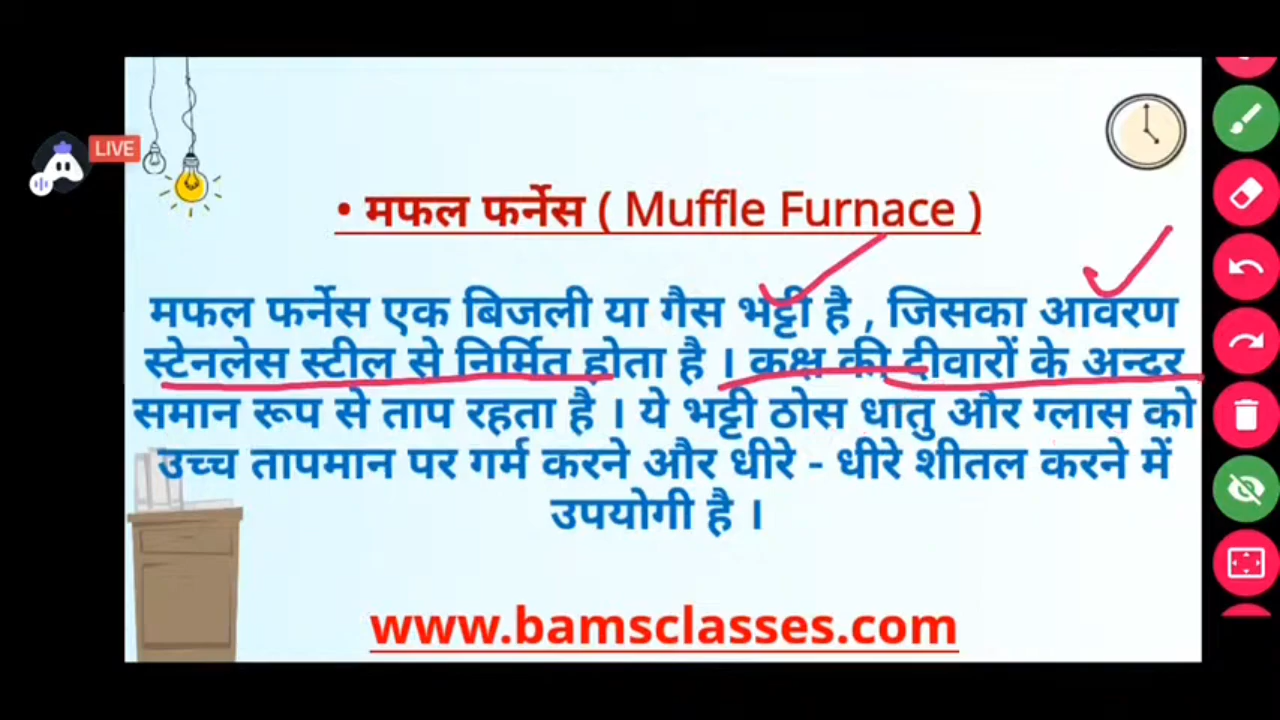 LIVE
• मफल फर्नेस ( Muffle Furnace )
मफल फर्नेस एक बिजली या गैस भट्टी है , जिसका आवरण
स्टेनलेस स्टील से निर्मित होता है । कक्ष की दीवारों के अन्दर
समान रूप से ताप रहता है । ये भट्टी ठोस धातु और ग्लास को
उच्च तापमान पर गर्म करने और धीरे - धीरे शीतल करने में
उपयोगी है ।
www.bamsclasses.com